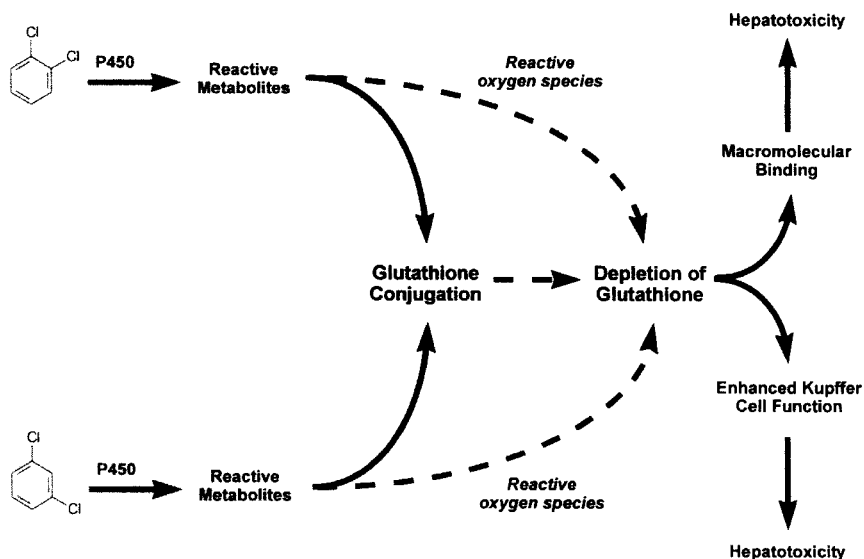 Hepatotoxicity
Cl
Cl
P450
Reactive
Metabolites
Reactive
oxygen species
Macromolecular
Binding
Glutathione
Conjugation
Depletion of
Glutathione
Enhanced Kupffer
Cell Function
Cl
Cl
P450
Reactive
Metabolites
Reactive
oxygen species
Hepatotoxicity